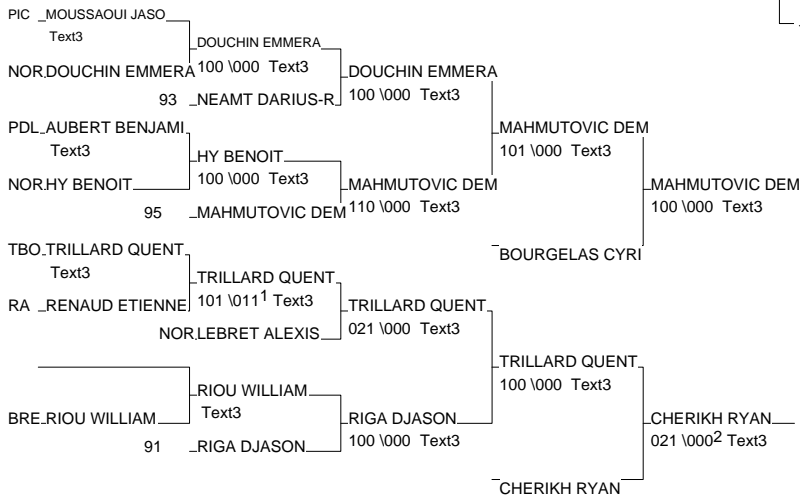 PIC MOUSSAOUI JASO
Text3
DOUCHIN EMMERA
100 \000 Text3
NOR DOUCHIN EMMERA
DOUCHIN EMMERA
100 \000 Text3
93 NEAMT DARIUS-R
PDL AUBERT BENJAMI
Text3
MAHMUTOVIC DEM
101 \000 Text3
HY BENOIT
100 \000 Text3
NOR HY BENOIT
MAHMUTOVIC DEM
110 \000 Text3
MAHMUTOVIC DEM
100 \000 Text3
95 MAHMUTOVIC DEM
TBO TRILLARD QUENT
Text3
BOURGELAS CYRI
TRILLARD QUENT
101 \011¹ Text3
RA RENAUD ETIENNE
TRILLARD QUENT
021 \000 Text3
NOR LEBRET ALEXIS
TRILLARD QUENT
100 \000 Text3
RIOU WILLIAM
Text3
BRE RIOU WILLIAM
RIGA DJASON
100 \000 Text3
CHERIKH RYAN
021 \000² Text3
91 RIGA DJASON
CHERIKH RYAN